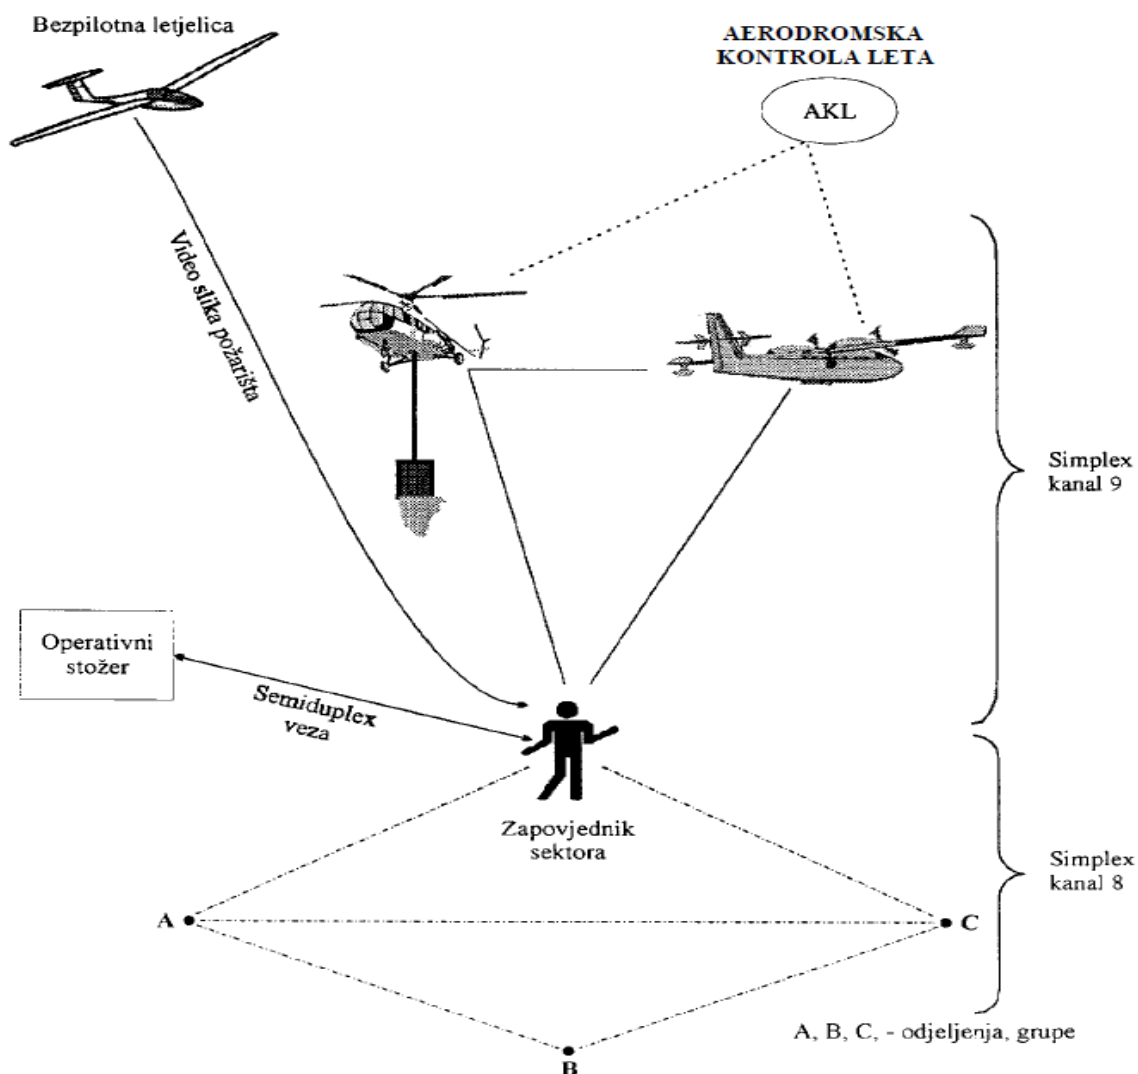 Bezpilotna letjelica
AERODROMSKA
KONTROLA LETA
AKL
Video slika požarišta
Simplex
kanal 9
Operativni
stožer
Semiduplex
veza
Zapovjednik
sektora
Simplex
kanal 8
A
C
B
A, B, C, - odjeljenja, grupe